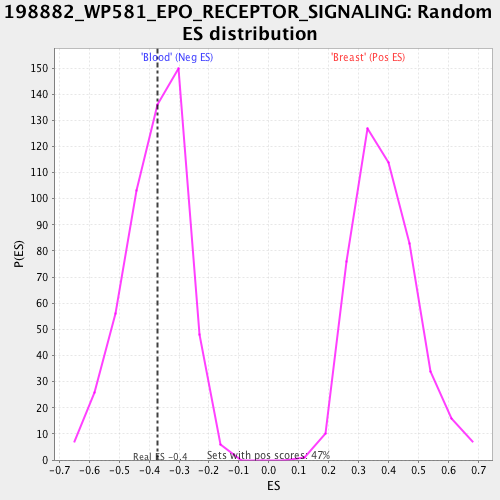 198882_WP581_EPO_RECEPTOR_SIGNALING: Random
ES distribution
'Blood' (Neg ES)
'Breast' (Pos ES)
150
140
130
120
110
100
90
80
70
60
50
40
30
20
10
0
P(ES)
Real ES -0.4
Sets with pos scores: 47%
-0.7 -0.6 -0.5 -0.4 -0.3 -0.2 -0.1 0.0 0.1 0.2 0.3 0.4 0.5 0.6 0.7
ES